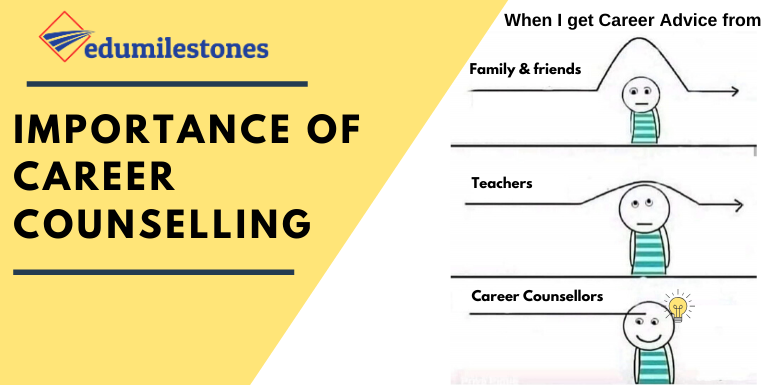 edumilestones
IMPORTANCE OF
CAREER
COUNSELLING
When I get Career Advice from
Family & friends
Teachers
Career Counsellors